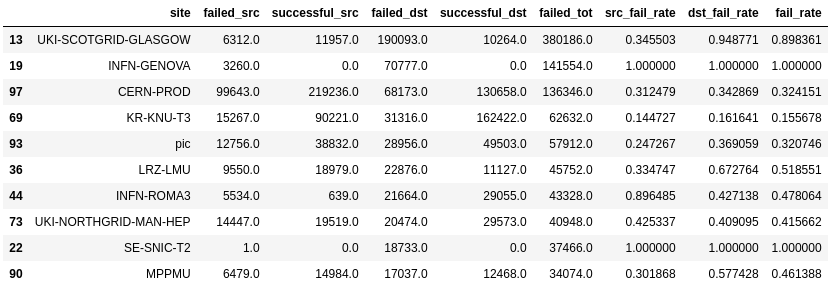 site failed_src successful_src failed_dst successful_dst failed_tot src_fail_rate dst_fail_rate fail_rate
13 UKI-SCOTGRID-GLASGOW 6312.0 11957.0 190093.0 10264.0 380186.0 0.345503 0.948771 0.898361
19 INFN-GENOVA 3260.0 0.0 70777.0 0.0 141554.0 1.000000 1.000000 1.000000
97 CERN-PROD 99643.0 219236.0 68173.0 130658.0 136346.0 0.312479 0.342869 0.324151
69 KR-KNU-T3 15267.0 90221.0 31316.0 162422.0 62632.0 0.144727 0.161641 0.155678
93 pic 12756.0 38832.0 28956.0 49503.0 57912.0 0.247267 0.369059 0.320746
36 LRZ-LMU 9550.0 18979.0 22876.0 11127.0 45752.0 0.334747 0.672764 0.518551
44 INFN-ROMA3 5534.0 639.0 21664.0 29055.0 43328.0 0.896485 0.427138 0.478064
73 UKI-NORTHGRID-MAN-HEP 14447.0 19519.0 20474.0 29573.0 40948.0 0.425337 0.409095 0.415662
22 SE-SNIC-T2 1.0 0.0 18733.0 0.0 37466.0 1.000000 1.000000 1.000000
90 MPPMU 6479.0 14984.0 17037.0 12468.0 34074.0 0.301868 0.577428 0.461388